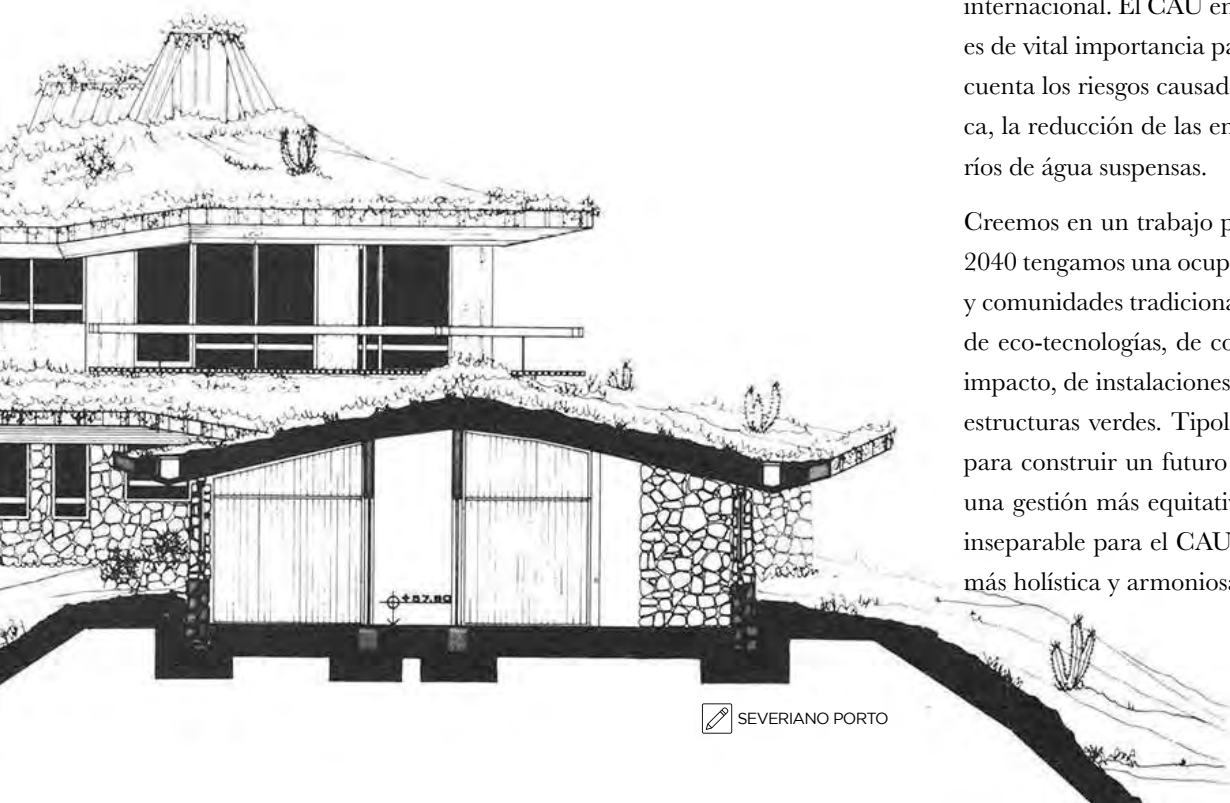 internacional. El CAU en
es de vital importancia pa
cuenta los riesgos causad
ca, la reducción de las en
ríos de água suspensas.
Creemos en un trabajo p
2040 tengamos una ocup
y comunidades tradiciona
de eco-tecnologías, de co
impacto, de instalaciones
estructuras verdes. Tipol
para construir un futuro
una gestión más equitativ
inseparable para el CAU
más holística y armoniosa
+57.80
SEVERIANO PORTO